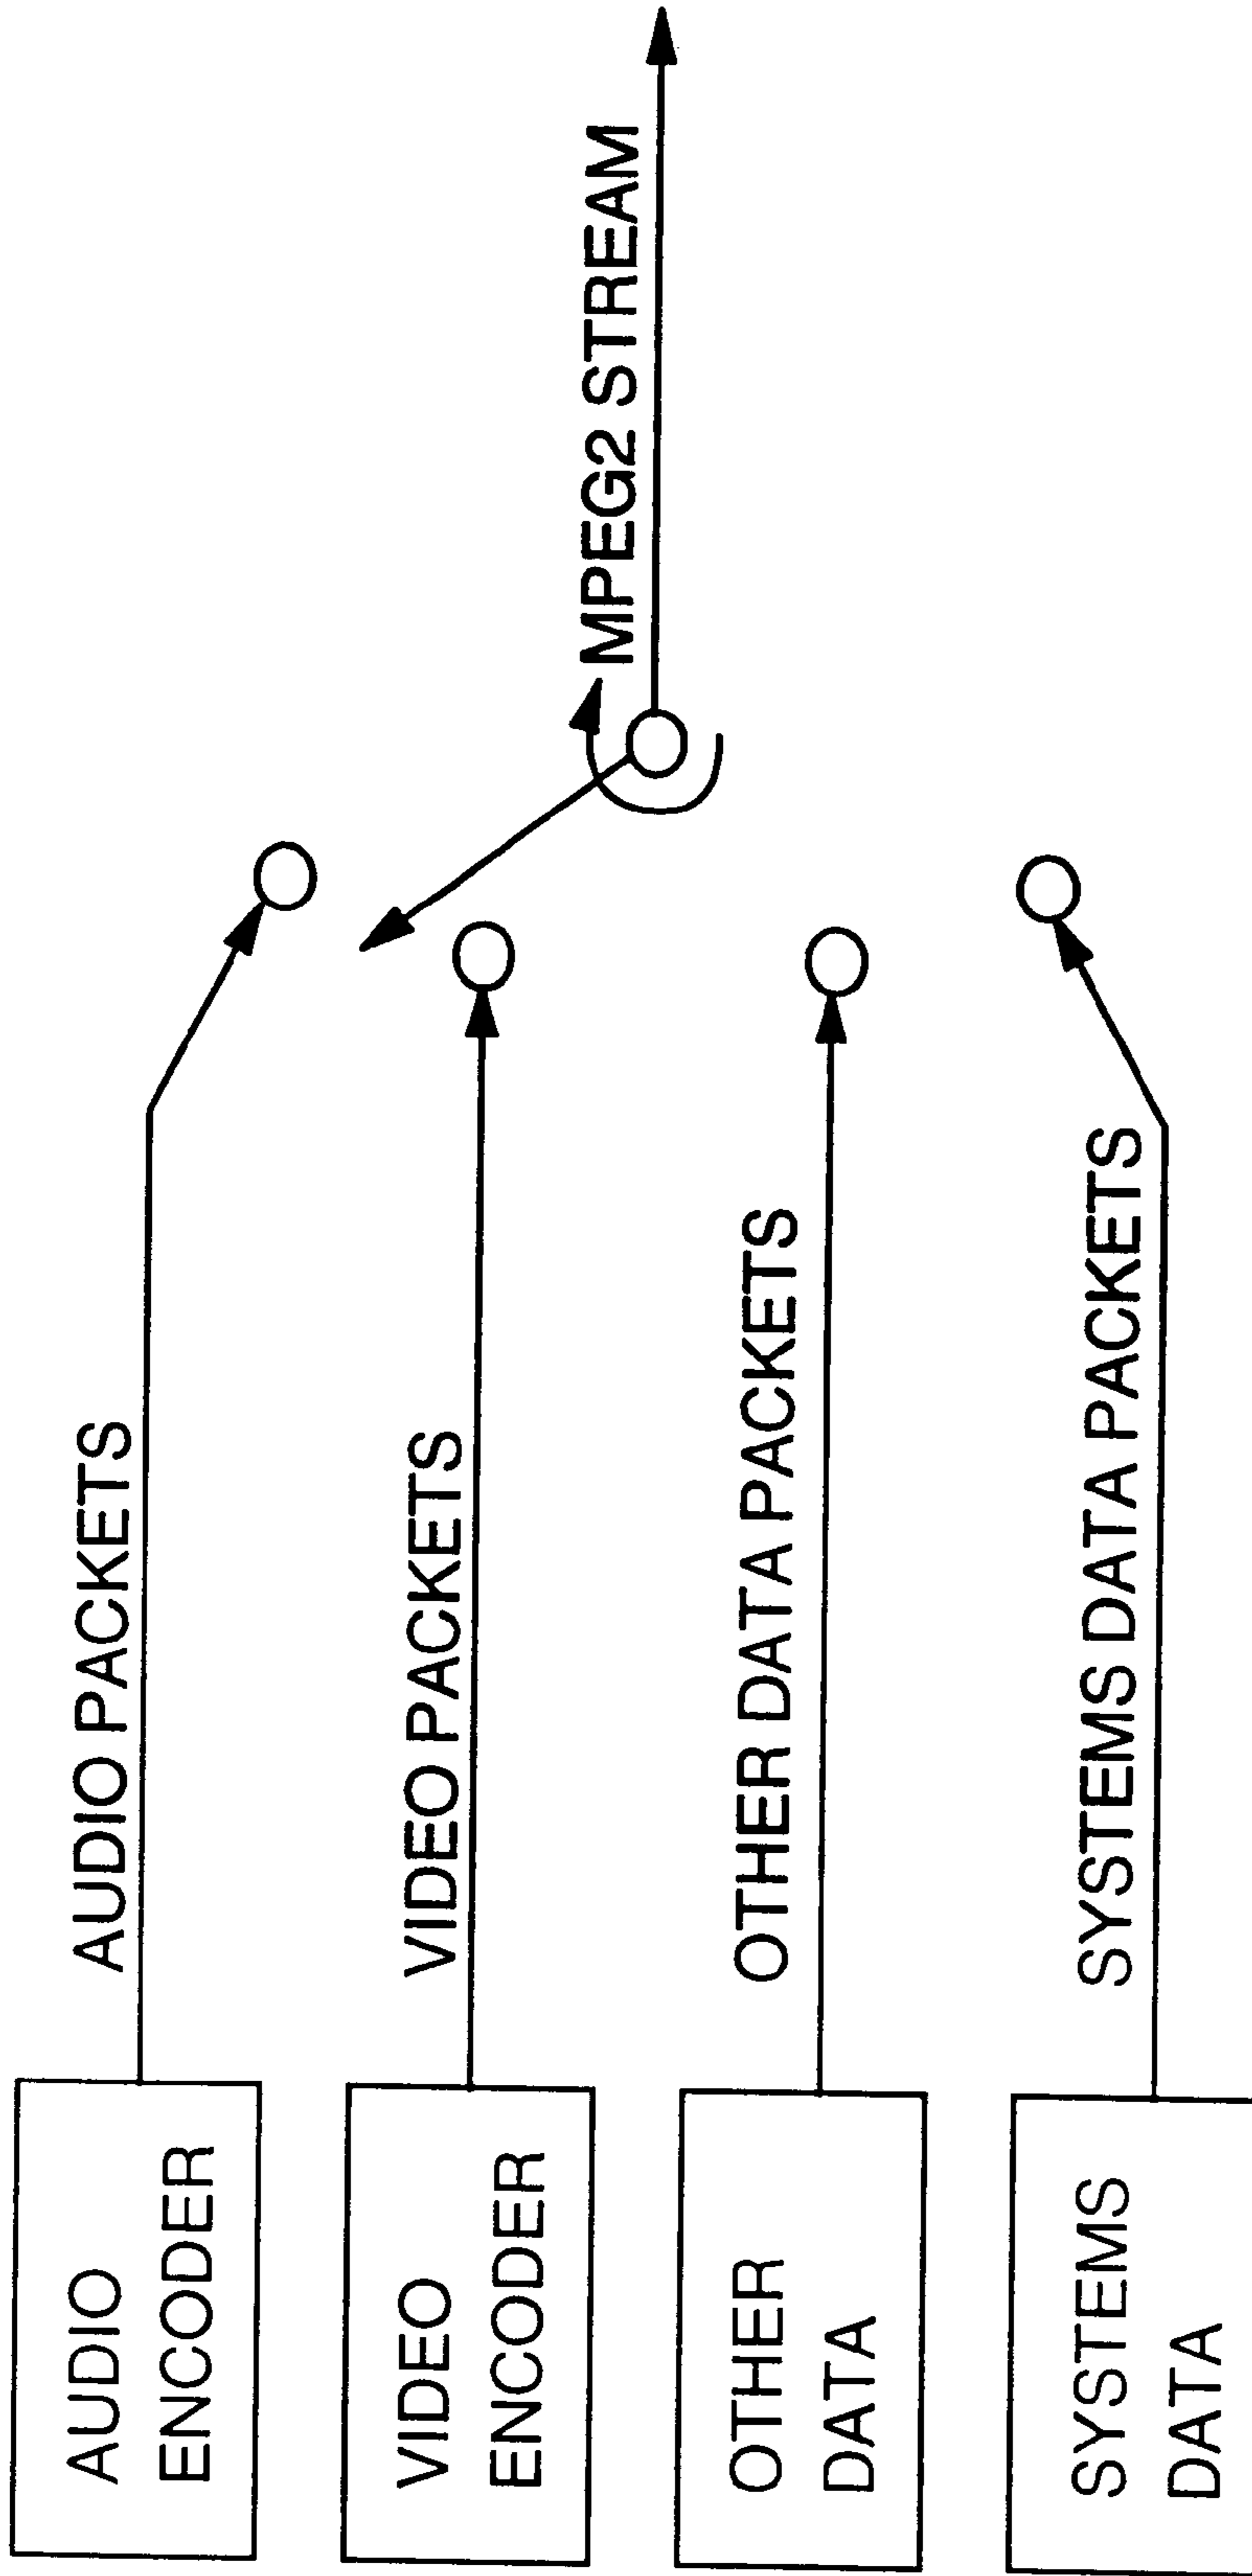 AUDIO
ENCODER
AUDIO PACKETS
VIDEO
ENCODER
VIDEO PACKETS
MPEG2 STREAM
OTHER
DATA
OTHER DATA PACKETS
SYSTEMS
DATA
SYSTEMS DATA PACKETS